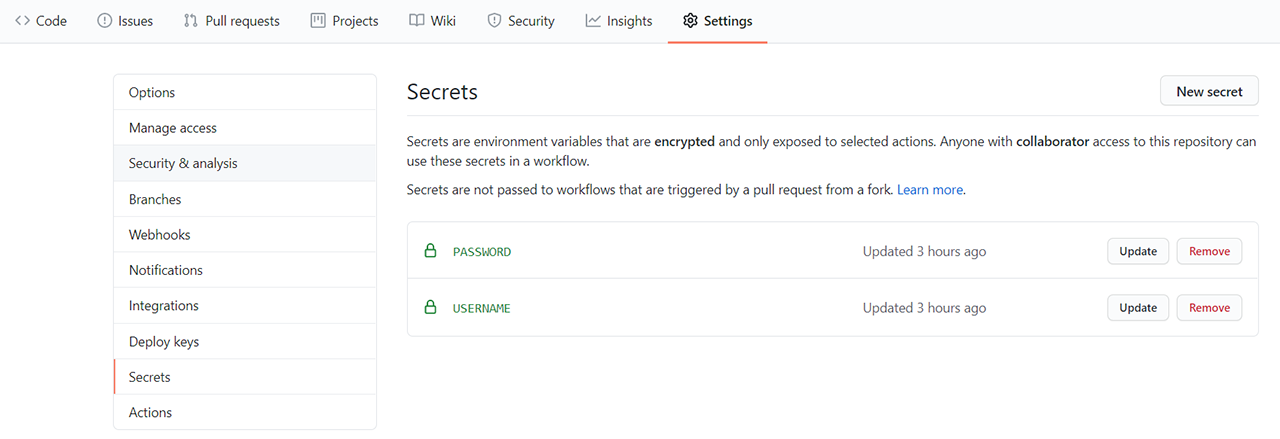 Code Issues Pull requests Projects Wiki Security Insights Settings
Options
Manage access
Security & analysis
Branches
Webhooks
Notifications
Integrations
Deploy keys
Secrets
Actions
Secrets New secret
Secrets are environment variables that are encrypted and only exposed to selected actions. Anyone with collaborator access to this repository can
use these secrets in a workflow.
Secrets are not passed to workflows that are triggered by a pull request from a fork. Learn more.
PASSWORD Updated 3 hours ago Update Remove
USERNAME Updated 3 hours ago Update Remove